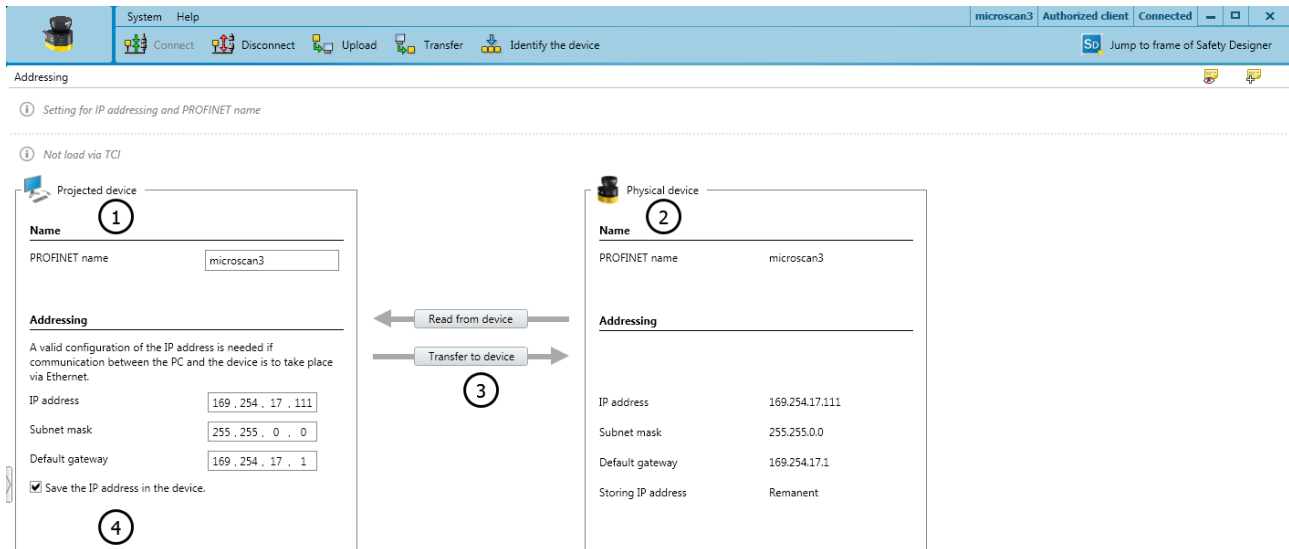 System Help
microscan3 Authorized client Connected
Connect Disconnect Upload Transfer Identify the device
SD Jump to frame of Safety Designer
Addressing
Setting for IP addressing and PROFINET name
Not load via TCI
Projected device
1
Name
PROFINET name microscan3
Addressing
A valid configuration of the IP address is needed if
communication between the PC and the device is to take place
via Ethernet.
IP address 169 . 254 . 17 . 111
Subnet mask 255 . 255 . 0 . 0
Default gateway 169 . 254 . 17 . 1
Save the IP address in the device.
4
Read from device
Transfer to device
3
Physical device
2
Name
PROFINET name microscan3
Addressing
IP address 169.254.17.111
Subnet mask 255.255.0.0
Default gateway 169.254.17.1
Storing IP address Remanent